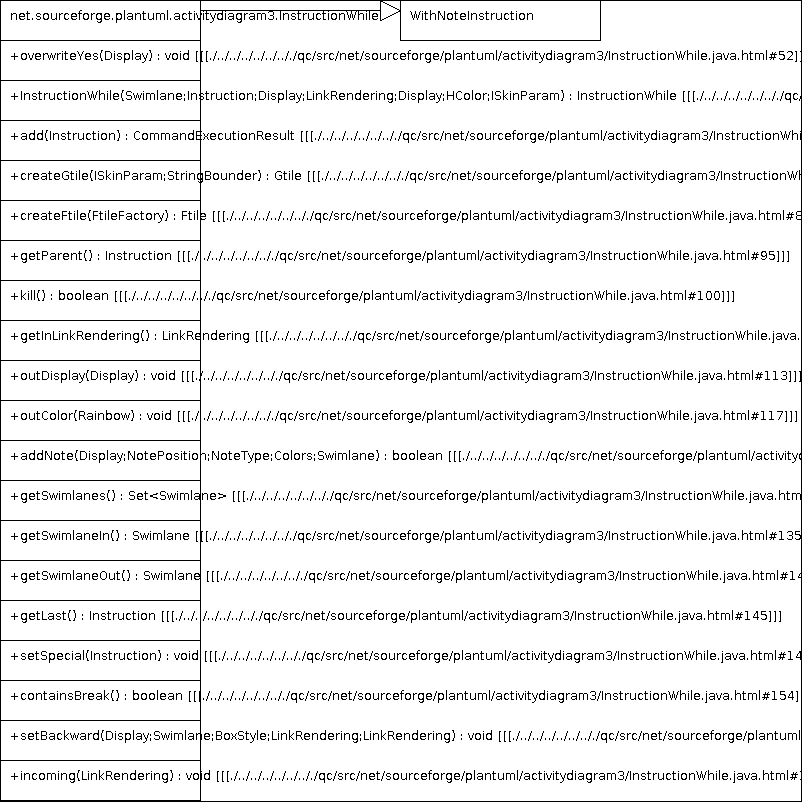 net.sourceforge.plantuml.activitydiagram3.InstructionWhile WithNoteInstruction
+overwriteYes(Display) : void [[[./../../../../../../qc/src/net/sourceforge/plantuml/activitydiagram3/InstructionWhile.java.html#52]]
+InstructionWhile(Swimlane;Instruction;Display;LinkRendering;Display;HColor;ISkinParam) : InstructionWhile [[[./../../../../../../qc/
+add(Instruction) : CommandExecutionResult [[[./../../../../../../qc/src/net/sourceforge/plantuml/activitydiagram3/InstructionWhi
+createGtile(ISkinParam;StringBounder) : Gtile [[[./../../../../../../qc/src/net/sourceforge/plantuml/activitydiagram3/InstructionWh
+createFtile(FtileFactory) : Ftile [[[./../../../../../../qc/src/net/sourceforge/plantuml/activitydiagram3/InstructionWhile.java.html#8
+getParent() : Instruction [[[./../../../../../../qc/src/net/sourceforge/plantuml/activitydiagram3/InstructionWhile.java.html#95]]]
+kill() : boolean [[[./../../../../../../qc/src/net/sourceforge/plantuml/activitydiagram3/InstructionWhile.java.html#100]]]
+getInLinkRendering() : LinkRendering [[[./../../../../../../qc/src/net/sourceforge/plantuml/activitydiagram3/InstructionWhile.java.
+outDisplay(Display) : void [[[./../../../../../../qc/src/net/sourceforge/plantuml/activitydiagram3/InstructionWhile.java.html#113]]]
+outColor(Rainbow) : void [[[./../../../../../../qc/src/net/sourceforge/plantuml/activitydiagram3/InstructionWhile.java.html#117]]]
+addNote(Display;NotePosition;NoteType;Colors;Swimlane) : boolean [[[./../../../../../../qc/src/net/sourceforge/plantuml/activity
+getSwimlanes() : Set<Swimlane> [[[./../../../../../../qc/src/net/sourceforge/plantuml/activitydiagram3/InstructionWhile.java.htm
+getSwimlaneIn() : Swimlane [[[./../../../../../../qc/src/net/sourceforge/plantuml/activitydiagram3/InstructionWhile.java.html#135
+getSwimlaneOut() : Swimlane [[[./../../../../../../qc/src/net/sourceforge/plantuml/activitydiagram3/InstructionWhile.java.html#14
+getLast() : Instruction [[[./../../../../../../qc/src/net/sourceforge/plantuml/activitydiagram3/InstructionWhile.java.html#145]]]
+setSpecial(Instruction) : void [[[./../../../../../../qc/src/net/sourceforge/plantuml/activitydiagram3/InstructionWhile.java.html#14
+containsBreak() : boolean [[[./../../../../../../qc/src/net/sourceforge/plantuml/activitydiagram3/InstructionWhile.java.html#154]
+setBackward(Display;Swimlane;BoxStyle;LinkRendering;LinkRendering) : void [[[./../../../../../../qc/src/net/sourceforge/plantuml
+incoming(LinkRendering) : void [[[./../../../../../../qc/src/net/sourceforge/plantuml/activitydiagram3/InstructionWhile.java.html#1